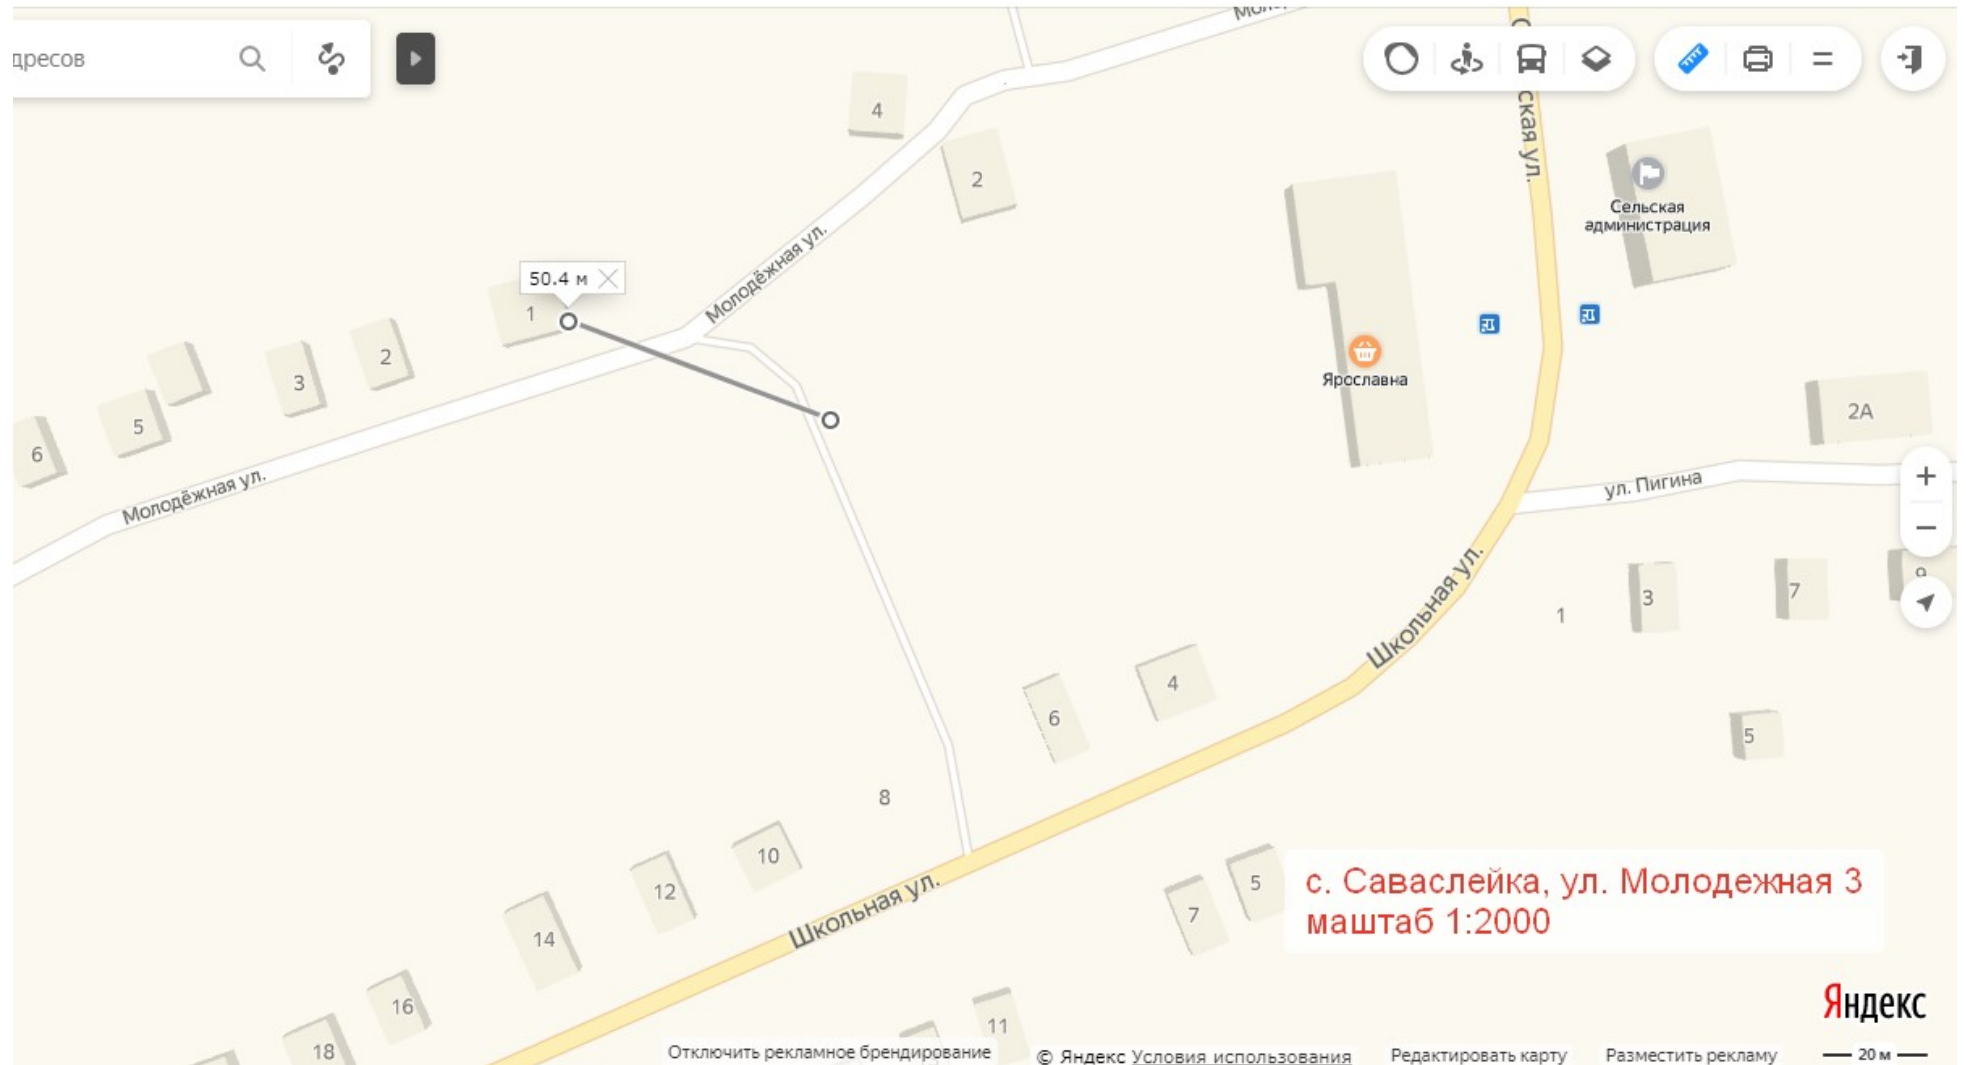 дресов
4
2
Сельская
администрация
ская ул.
Молодёжная ул.
50.4 м
1
2
3
5
6
Ярославна
2А
Молодёжная ул.
ул. Пигина
+
−
1
3
7
9
Школьная ул.
4
6
5
8
10
12
14
16
18
Школьная ул.
5
7
11
с. Саваслейка, ул. Молодежная 3
маштаб 1:2000
Яндекс
Отключить рекламное брендирование
© Яндекс Условия использования
Редактировать карту
Разместить рекламу
20 м